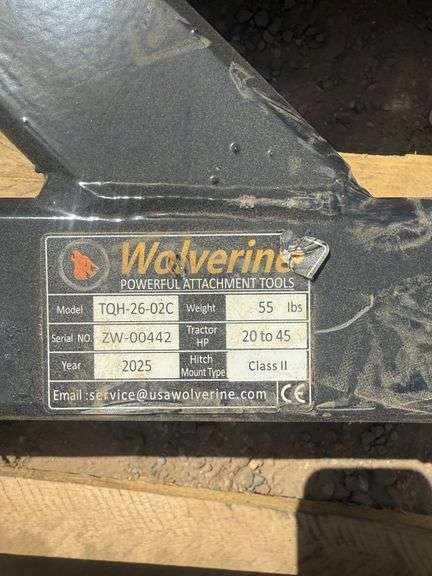 Wolverine
POWERFUL ATTACHMENT TOOLS
Model TQH-26-02C Weight 55 lbs
Serial NO. ZW-00442 Tractor HP 20 to 45
Year 2025 Hitch Mount Type Class II
Email :service@usawolverine.com CE